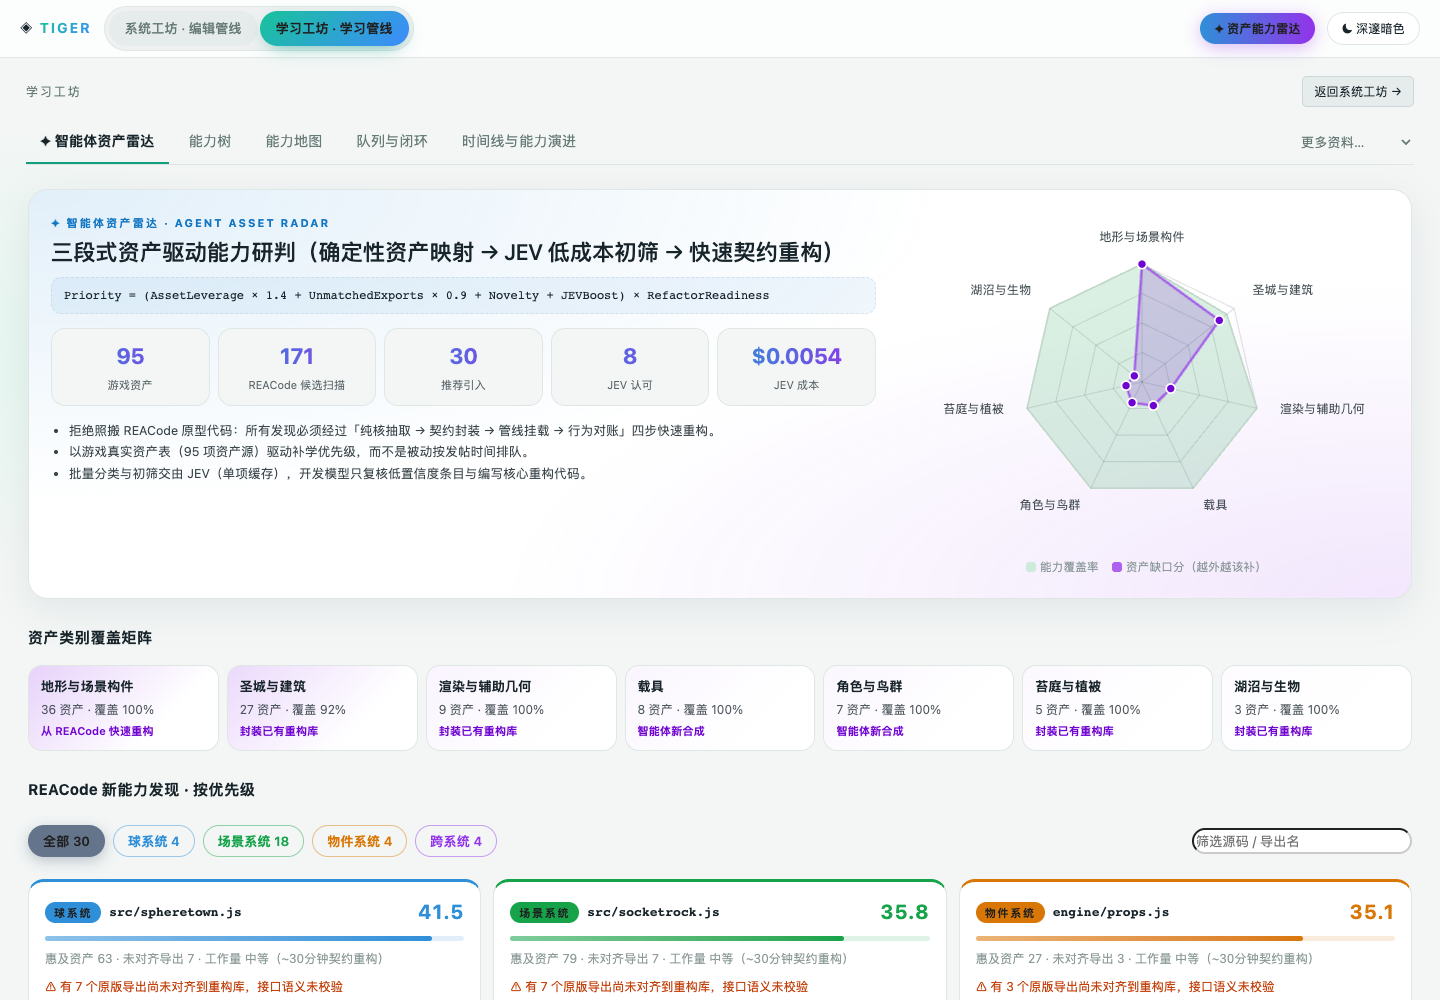 ◈ TIGER
系统工坊 · 编辑管线
学习工坊 · 学习管线
✦ 资产能力雷达
深邃暗色
学习工坊
返回系统工坊 →
✦ 智能体资产雷达
能力树
能力地图
队列与闭环
时间线与能力演进
更多资料...
✦ 智能体资产雷达 · AGENT ASSET RADAR
三段式资产驱动能力研判（确定性资产映射 → JEV 低成本初筛 → 快速契约重构）
Priority = (AssetLeverage × 1.4 + UnmatchedExports × 0.9 + Novelty + JEVBoost) × RefactorReadiness
95
游戏资产
171
REACode 候选扫描
30
推荐引入
8
JEV 认可
$0.0054
JEV 成本
• 拒绝照搬 REACode 原型代码：所有发现必须经过「纯核抽取 → 契约封装 → 管线挂载 → 行为对账」四步快速重构。
• 以游戏真实资产表（95 项资产源）驱动补学优先级，而不是被动按发帖时间排队。
• 批量分类与初筛交由 JEV（单项缓存），开发模型只复核低置信度条目与编写核心重构代码。
地形与场景构件
湖沼与生物
圣城与建筑
苔庭与植被
渲染与辅助几何
角色与鸟群
载具
能力覆盖率
资产缺口分（越外越该补）
资产类别覆盖矩阵
地形与场景构件
36 资产 · 覆盖 100%
从 REACode 快速重构
圣城与建筑
27 资产 · 覆盖 92%
封装已有重构库
渲染与辅助几何
9 资产 · 覆盖 100%
封装已有重构库
载具
8 资产 · 覆盖 100%
智能体新合成
角色与鸟群
7 资产 · 覆盖 100%
智能体新合成
苔庭与植被
5 资产 · 覆盖 100%
封装已有重构库
湖沼与生物
3 资产 · 覆盖 100%
封装已有重构库
REACode 新能力发现 · 按优先级
全部 30
球系统 4
场景系统 18
物件系统 4
跨系统 4
筛选源码 / 导出名
球系统
src/spheretown.js
41.5
惠及资产 63 · 未对齐导出 7 · 工作量 中等（~30分钟契约重构）
⚠ 有 7 个原版导出尚未对齐到重构库，接口语义未校验
场景系统
src/socketrock.js
35.8
惠及资产 79 · 未对齐导出 7 · 工作量 中等（~30分钟契约重构）
⚠ 有 7 个原版导出尚未对齐到重构库，接口语义未校验
物件系统
engine/props.js
35.1
惠及资产 27 · 未对齐导出 3 · 工作量 中等（~30分钟契约重构）
⚠ 有 3 个原版导出尚未对齐到重构库，接口语义未校验